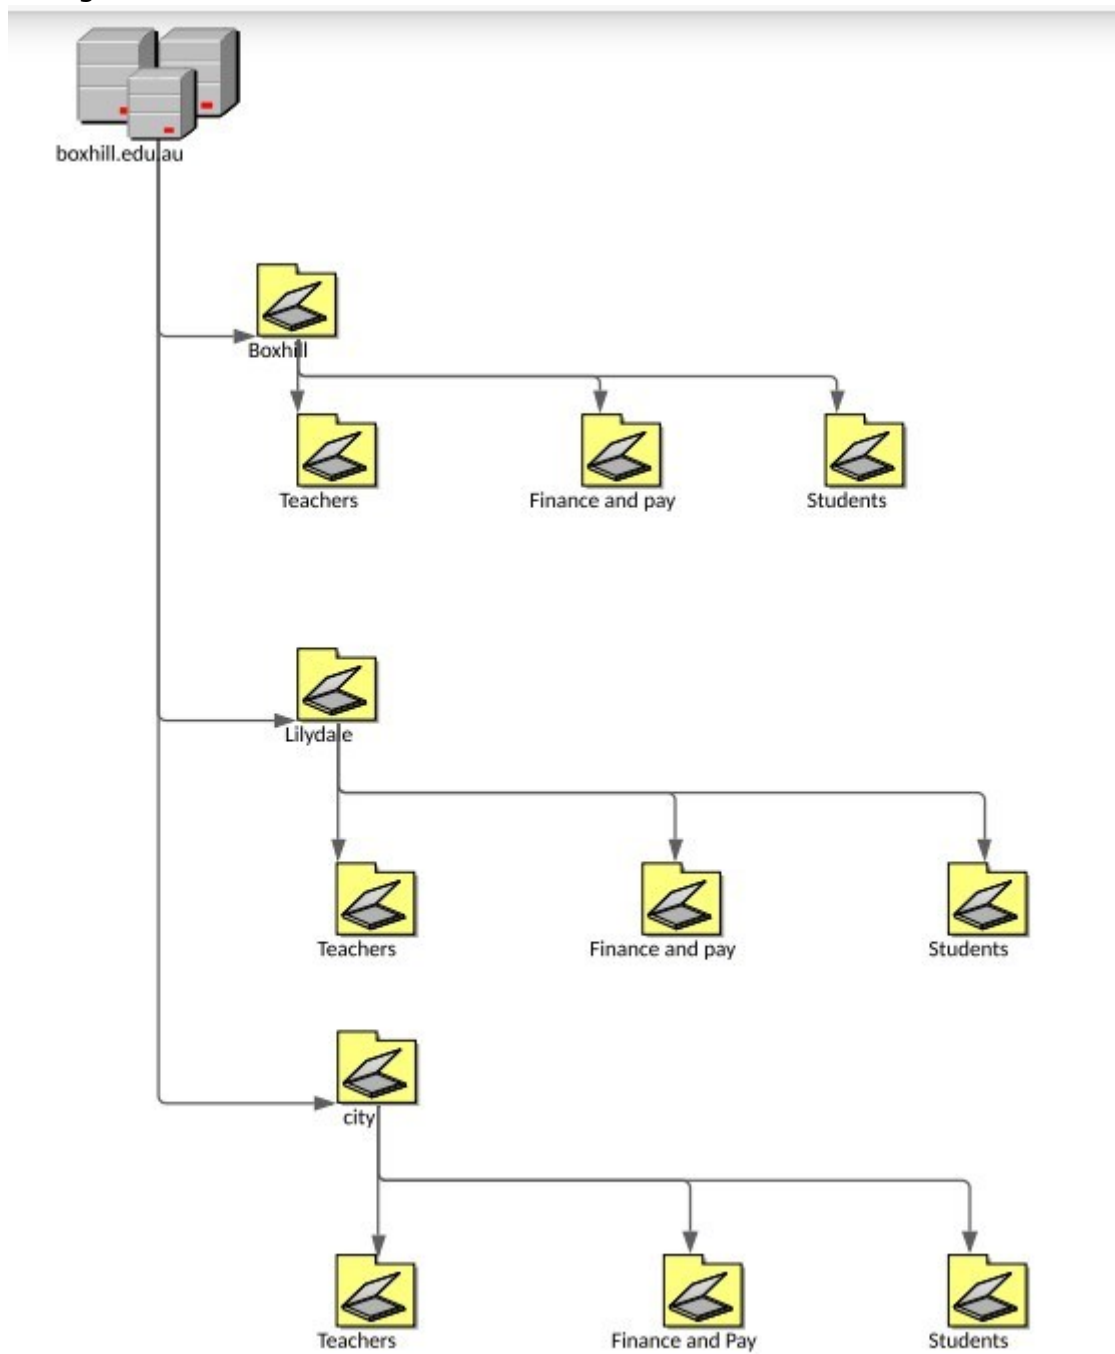 boxhill.edu.au
Boxhill
Teachers
Finance and pay
Students
Lilydale
Teachers
Finance and pay
Students
city
Teachers
Finance and Pay
Students